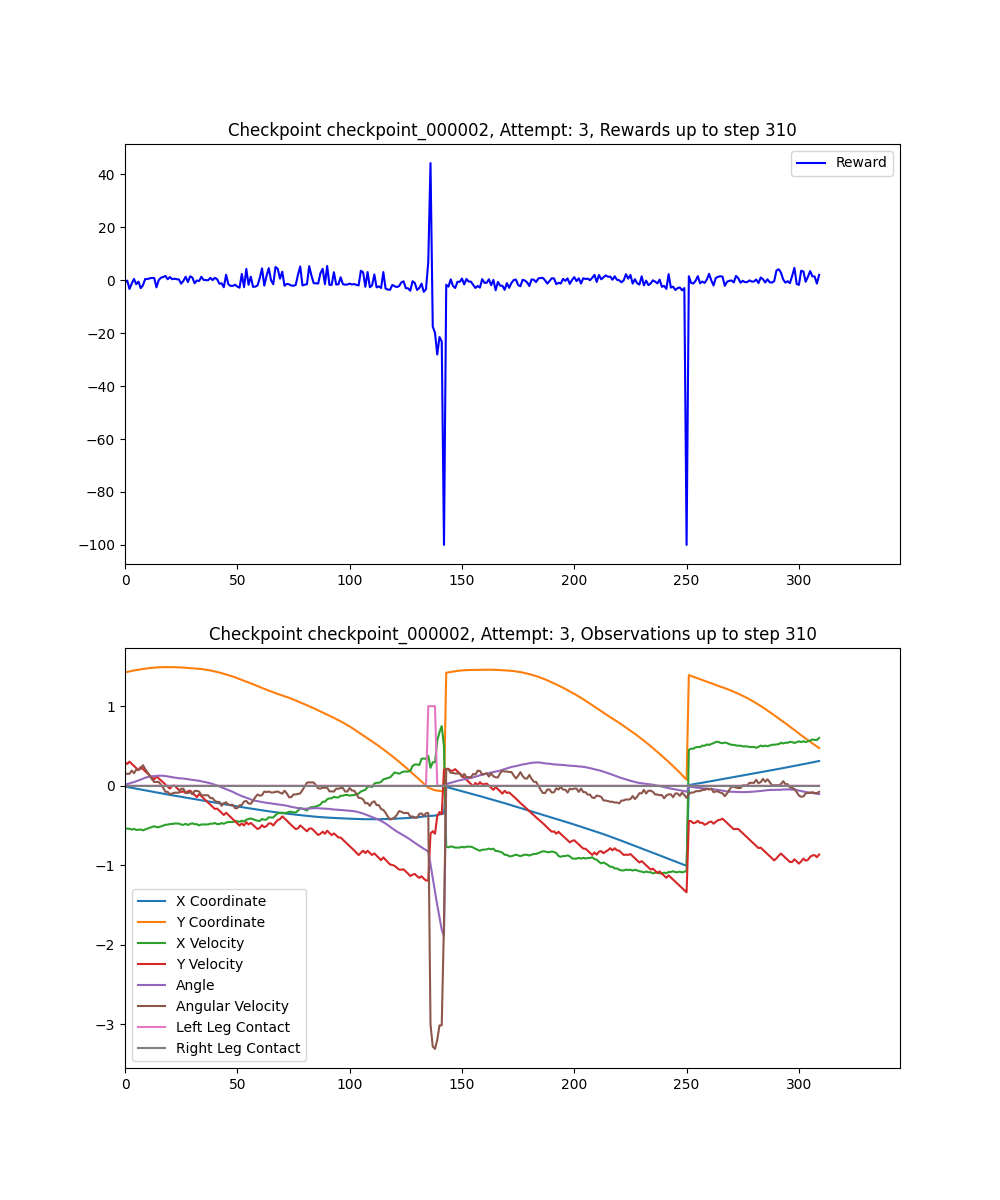 Checkpoint checkpoint_000002, Attempt: 3, Rewards up to step 310
Reward
40
20
0
−20
−40
−60
−80
−100
0 50 100 150 200 250 300
Checkpoint checkpoint_000002, Attempt: 3, Observations up to step 310
1
0
−1
−2
−3
X Coordinate
Y Coordinate
X Velocity
Y Velocity
Angle
Angular Velocity
Left Leg Contact
Right Leg Contact
0 50 100 150 200 250 300